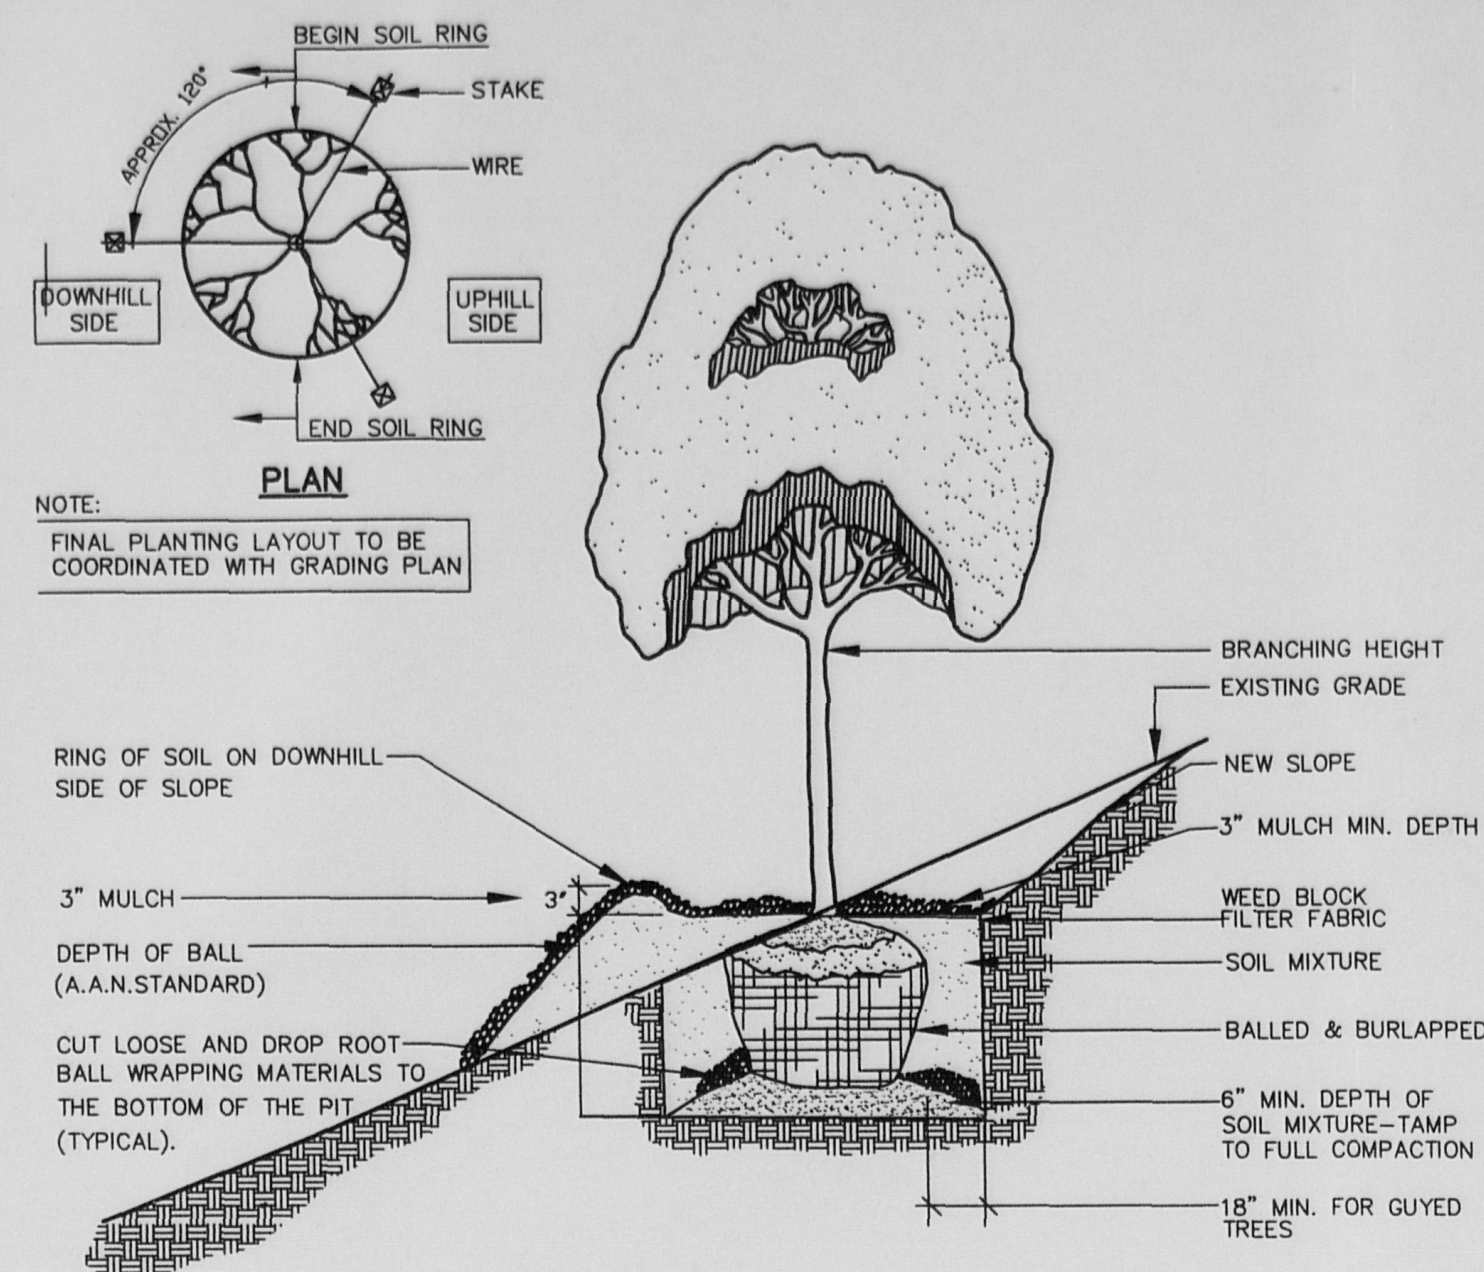 BEGIN SOIL RING
APPROX. 120°
STAKE
WIRE
DOWNHILL
SIDE
UPHILL
SIDE
END SOIL RING
PLAN
NOTE:
FINAL PLANTING LAYOUT TO BE
COORDINATED WITH GRADING PLAN
BRANCHING HEIGHT
EXISTING GRADE
RING OF SOIL ON DOWNHILL
SIDE OF SLOPE
NEW SLOPE
3" MULCH MIN. DEPTH
3" MULCH
3"
WEED BLOCK
FILTER FABRIC
DEPTH OF BALL
(A.A.N.STANDARD)
SOIL MIXTURE
CUT LOOSE AND DROP ROOT
BALL WRAPPING MATERIALS TO
THE BOTTOM OF THE PIT
(TYPICAL).
BALLED & BURLAPPED
6" MIN. DEPTH OF
SOIL MIXTURE-TAMP
TO FULL COMPACTION
18" MIN. FOR GUYED
TREES